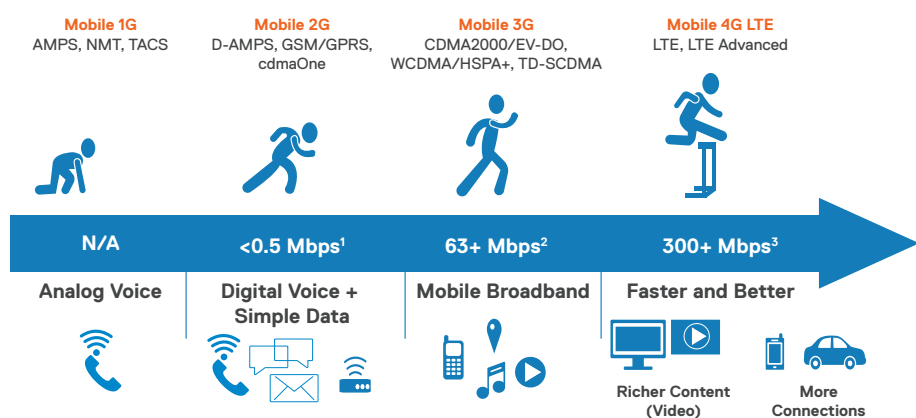 Mobile 1G
AMPS, NMT, TACS
Mobile 2G
D-AMPS, GSM/GPRS,
cdmaOne
Mobile 3G
CDMA2000/EV-DO,
WCDMA/HSPA+, TD-SCDMA
Mobile 4G LTE
LTE, LTE Advanced
N/A
<0.5 Mbps¹
63+ Mbps²
300+ Mbps³
Analog Voice
Digital Voice +
Simple Data
Mobile Broadband
Faster and Better
Richer Content
(Video)
More
Connections